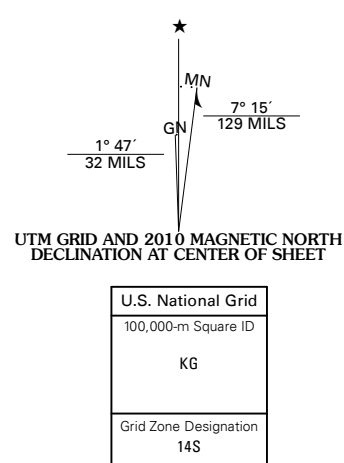 ★
MN
7° 15´
129 MILS
GN
1° 47´
32 MILS
UTM GRID AND 2010 MAGNETIC NORTH
DECLINATION AT CENTER OF SHEET
U.S. National Grid
100,000-m Square ID
KG
Grid Zone Designation
14S